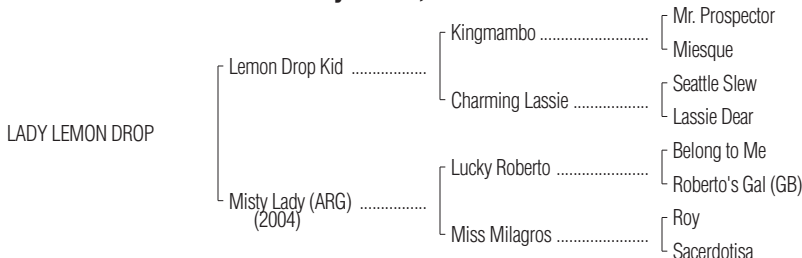 Kingmambo ..........................
Mr. Prospector
Miesque
Lemon Drop Kid ..................
Charming Lassie ..................
Seattle Slew
Lassie Dear
LADY LEMON DROP
Lucky Roberto ......................
Belong to Me
Roberto's Gal (GB)
Misty Lady (ARG) ................
(2004)
Miss Milagros .......................
Roy
Sacerdotisa